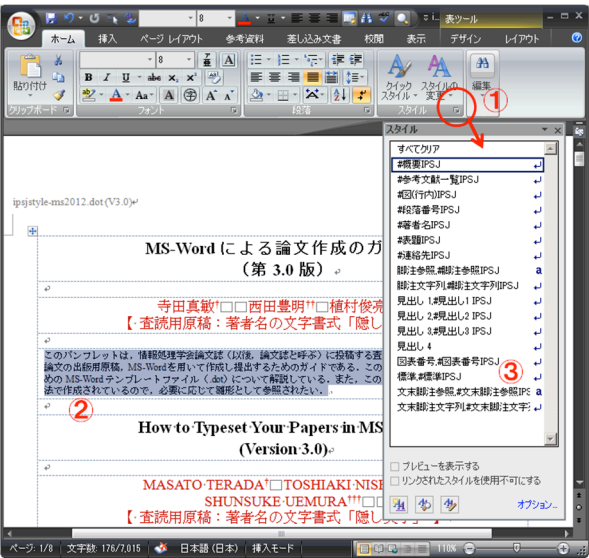 8
表ツール
ホーム 挿入 ページ レイアウト 参考資料 差し込み文書 校閲 表示 デザイン レイアウト
貼り付け
8
B I U abc x₂ x²
クイック スタイル
スタイルの 変更
編集
クリップボード フォント 段落 スタイル
①
スタイル
すべてクリア
#概要IPSJ
#参考文献一覧IPSJ
#図(行内)IPSJ
#段落番号IPSJ
#著者名IPSJ
#表題IPSJ
#連絡先IPSJ
脚注参照,#脚注参照IPSJ
脚注文字列,#脚注文字列IPSJ
見出し 1,#見出し1 IPSJ
見出し 2,#見出し2 IPSJ
見出し 3,#見出し3 IPSJ
見出し 4
図表番号,#図表番号IPSJ
標準,#標準IPSJ
文末脚注参照,#文末脚注参照IPS
文末脚注文字列,#文末脚注文字
③
プレビューを表示する
リンクされたスタイルを使用不可にする
オプション...
ipsjstyle-ms2012.dot(V3.0)
MS-Word による論文作成のガ
（第 3.0 版）
寺田真敏†□□西田豊明††□植村俊亮
【·査読用原稿：著者名の文字書式「隠し
このパンフレットは，情報処理学会論文誌（以後，論文誌と呼ぶ）に投稿する査
論文の出版用原稿，MS-Wordを用いて作成し提出するためのガイドである．この
めの MS-Word テンプレートファイル（.dot）について解説している．また，この
法で作成されているので，必要に応じて雛形として参照されたい．
②
How·to·Typeset·Your·Papers·in·MS
(Version·3.0)
MASATO·TERADA†□TOSHIAKI·NISH
SHUNSUKE·UEMURA†††□
【·査読用原稿：著者名の文字書式「隠し文字」
ページ: 1/8 文字数: 176/7,015 日本語 (日本) 挿入モード 110%